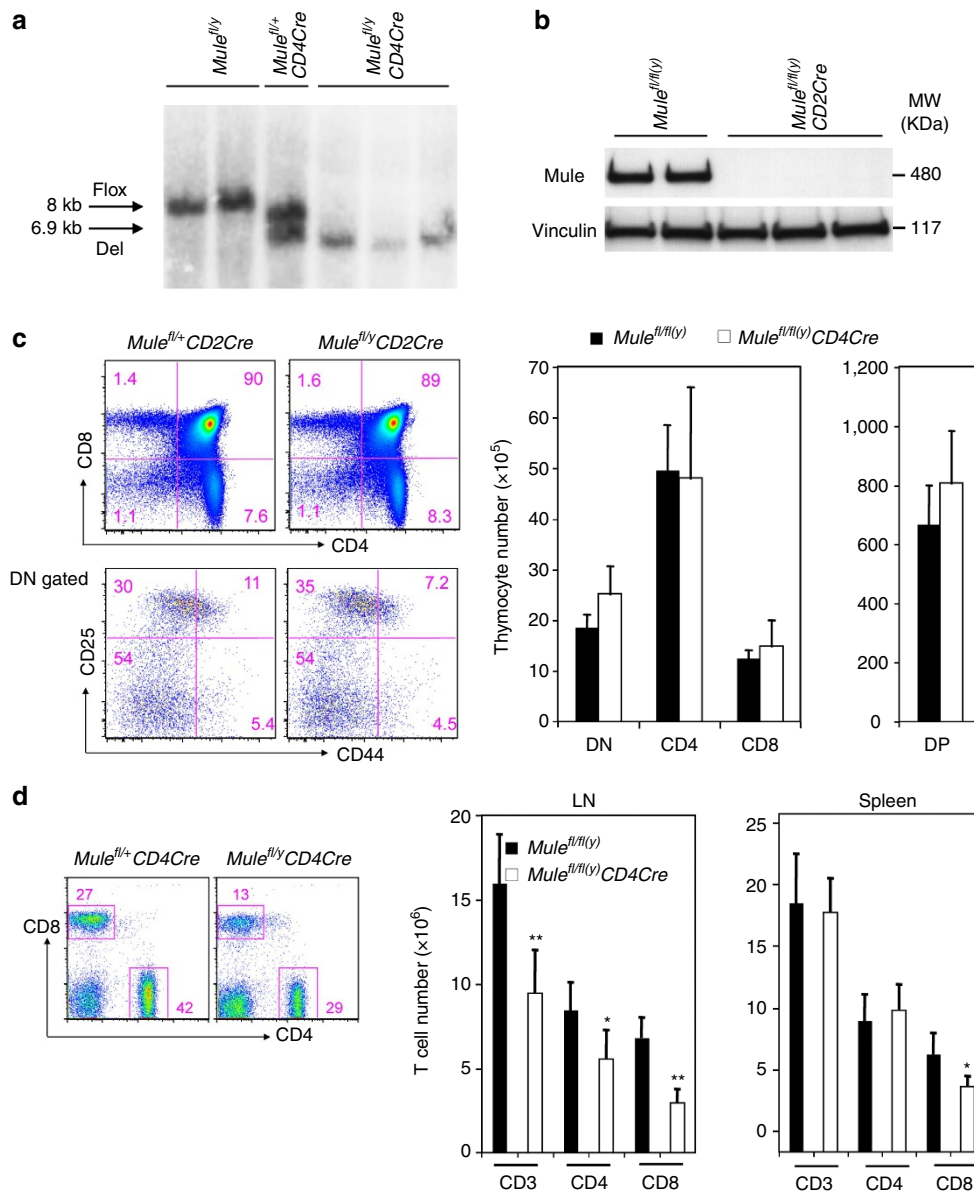 a
Mule^fl/y
Mule^fl/+ CD4Cre
Mule^fl/y CD4Cre
Flox
8 kb
6.9 kb
Del
b
Mule^fl/fl(y)
Mule^fl/fl(y) CD2Cre
MW
(KDa)
Mule
480
Vinculin
117
c
Mule^fl/+CD2Cre
Mule^fl/yCD2Cre
1.4
90
1.6
89
CD8
1.1
7.6
1.1
8.3
CD4
DN gated
30
11
35
7.2
CD25
54
54
5.4
4.5
CD44
Mule^fl/fl(y)
Mule^fl/fl(y)CD4Cre
Thymocyte number (×10^5)
70
60
50
40
30
20
10
0
DN
CD4
CD8
1,200
1,000
800
600
400
200
0
DP
d
Mule^fl/+CD4Cre
Mule^fl/yCD4Cre
27
13
CD8
42
29
CD4
LN
Mule^fl/fl(y)
Mule^fl/fl(y)CD4Cre
T cell number (×10^6)
20
15
10
5
0
**
*
**
CD3
CD4
CD8
Spleen
25
20
15
10
5
0
*
CD3
CD4
CD8